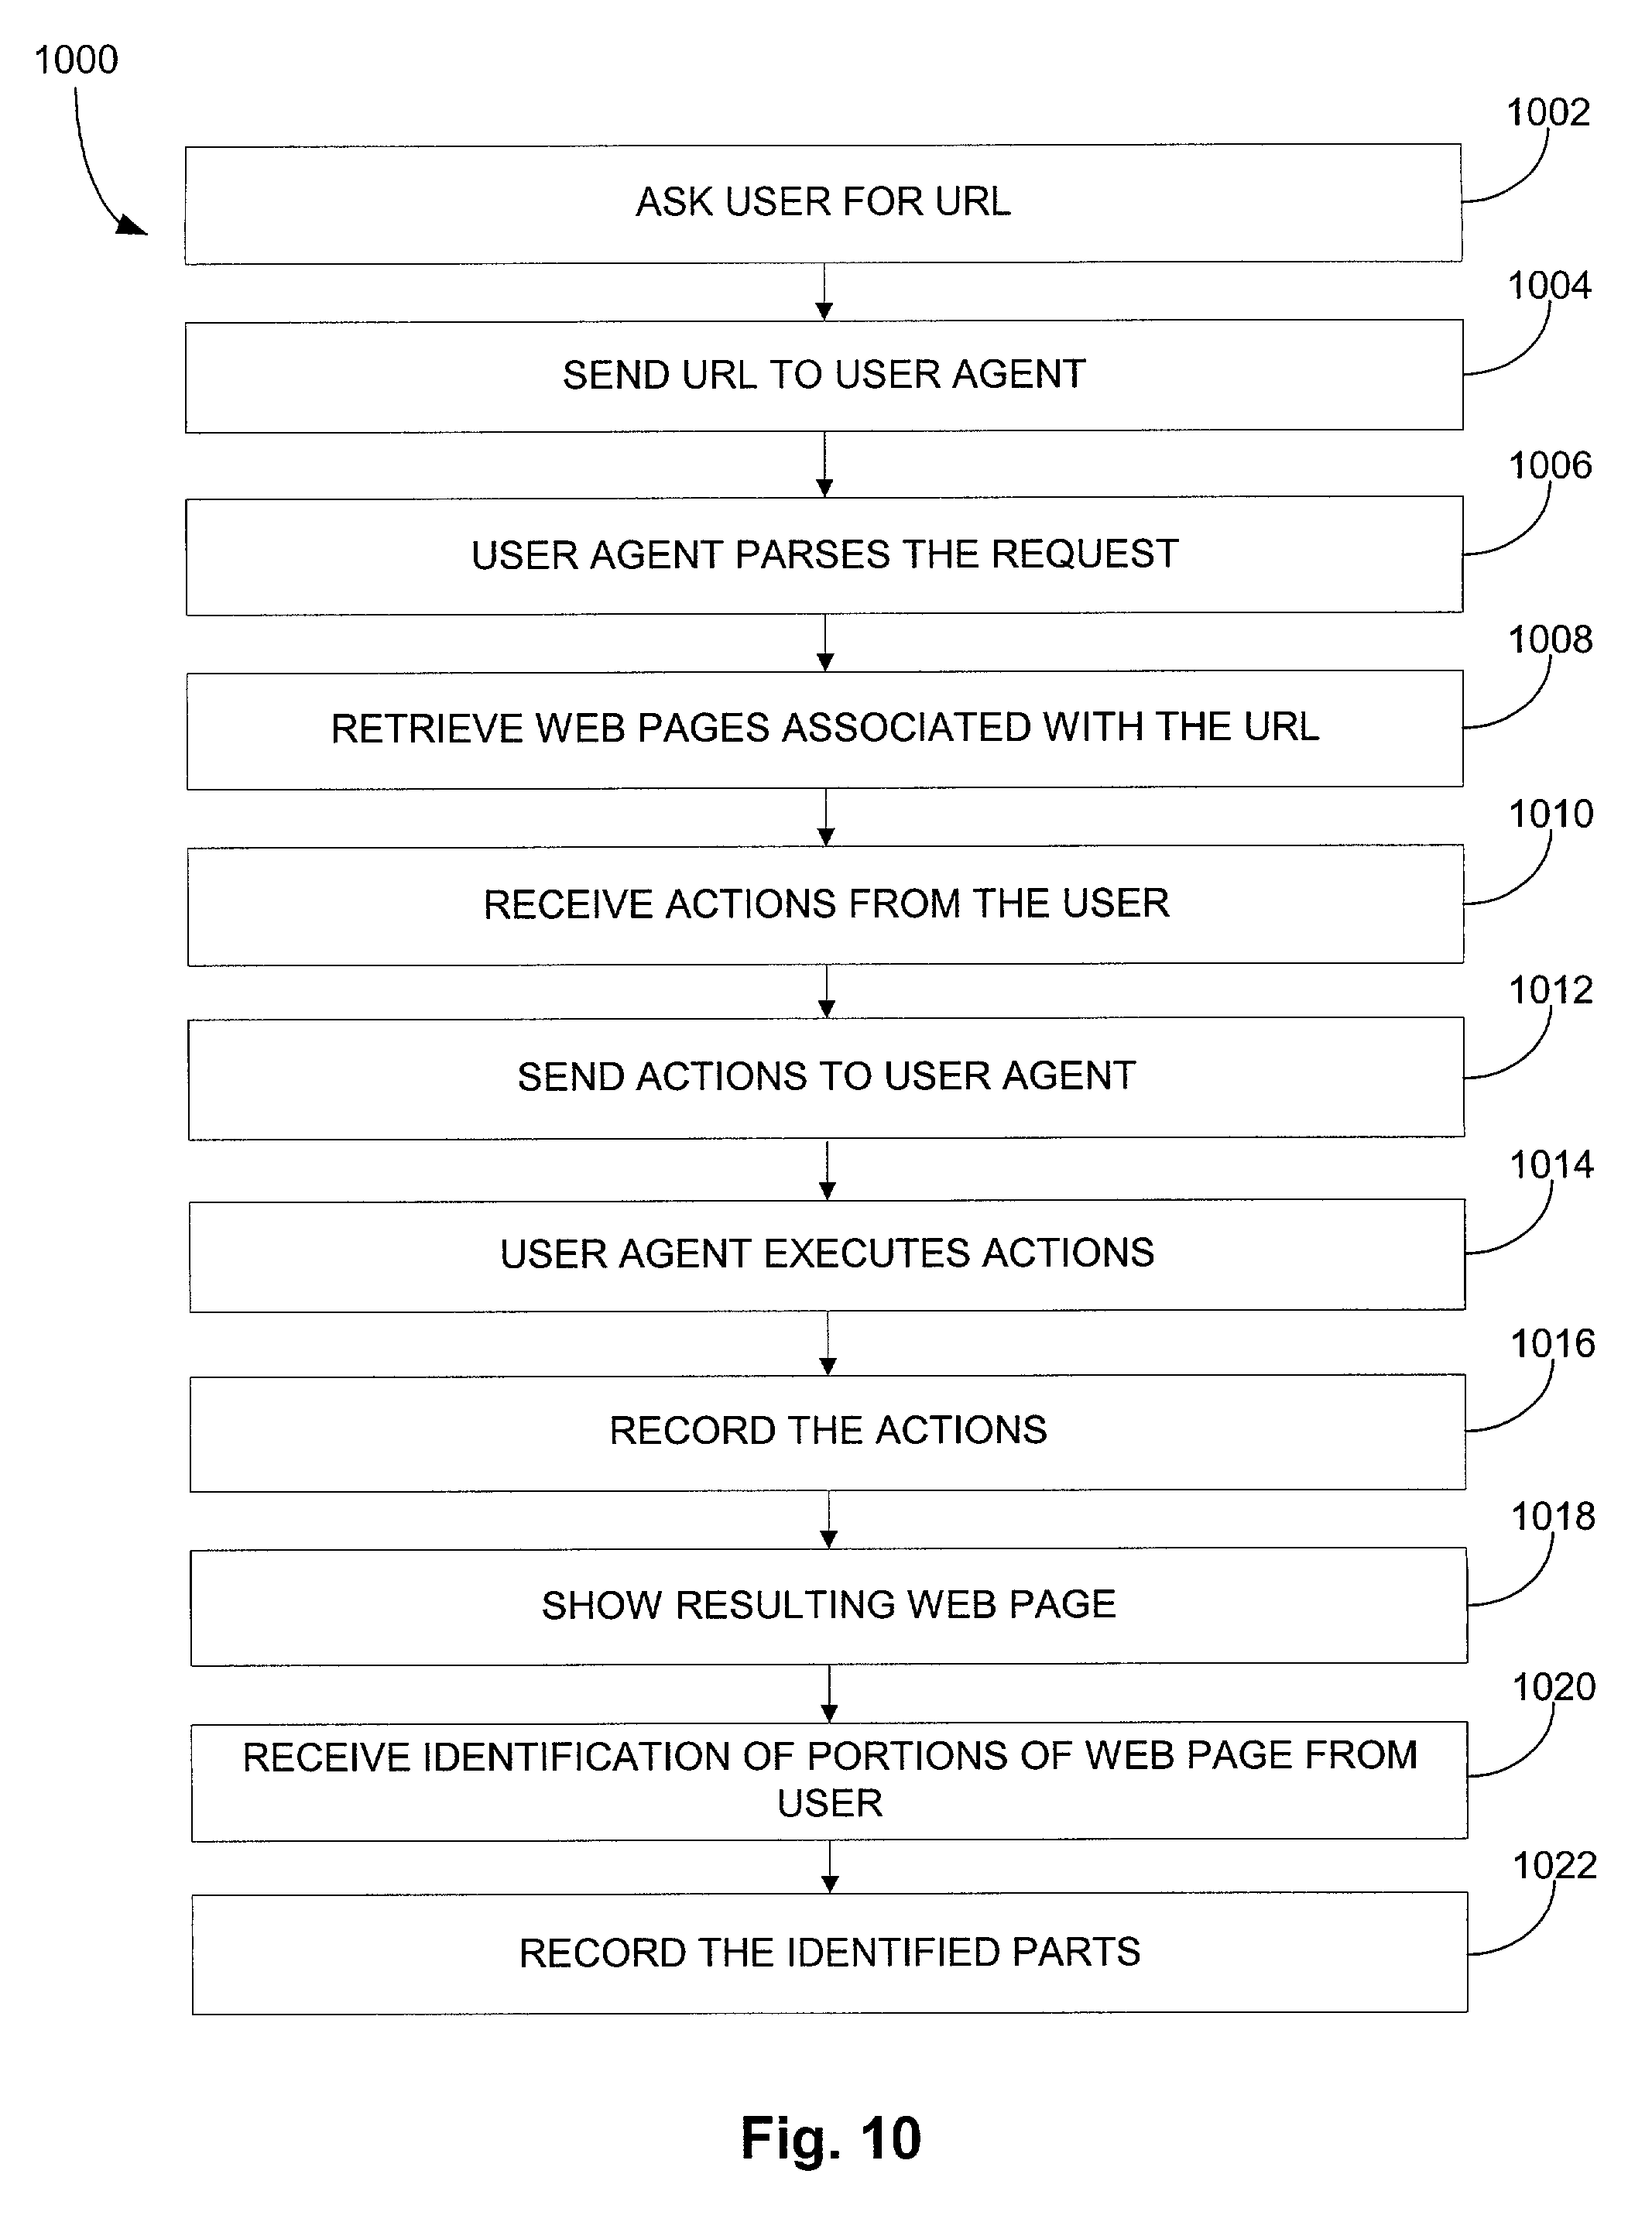 1000
1002
ASK USER FOR URL
1004
SEND URL TO USER AGENT
1006
USER AGENT PARSES THE REQUEST
1008
RETRIEVE WEB PAGES ASSOCIATED WITH THE URL
1010
RECEIVE ACTIONS FROM THE USER
1012
SEND ACTIONS TO USER AGENT
1014
USER AGENT EXECUTES ACTIONS
1016
RECORD THE ACTIONS
1018
SHOW RESULTING WEB PAGE
1020
RECEIVE IDENTIFICATION OF PORTIONS OF WEB PAGE FROM
USER
1022
RECORD THE IDENTIFIED PARTS
Fig. 10